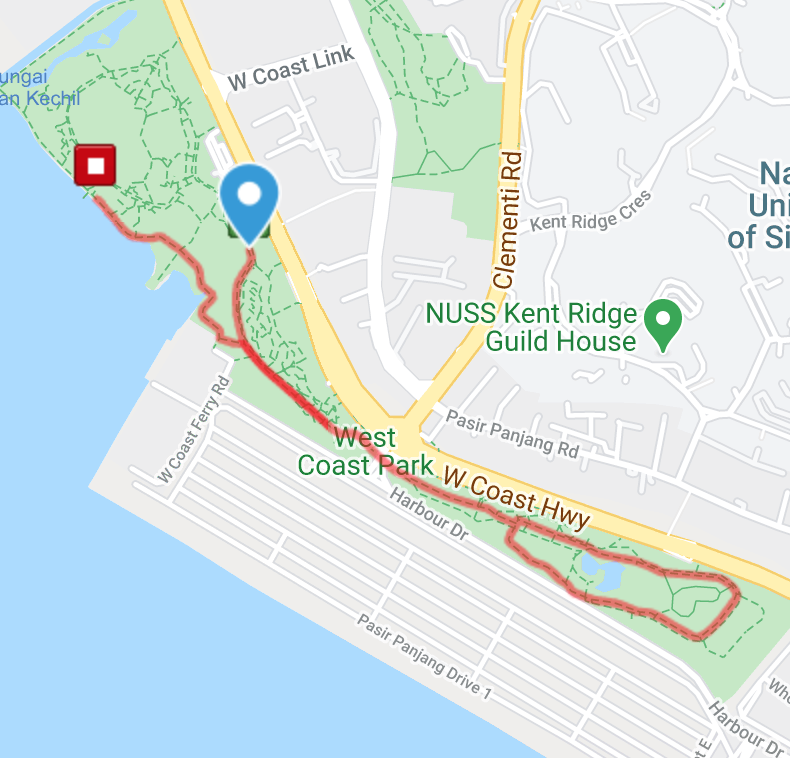 W Coast Link
ungai
an Kechil
Clementi Rd
Kent Ridge Cres
Na
Uni
of Si
NUSS Kent Ridge
Guild House
W Coast Ferry Rd
West
Coast Park
Pasir Panjang Rd
W Coast Hwy
Harbour Dr
Pasir Panjang Drive 1
Who
Harbour Dr
t E